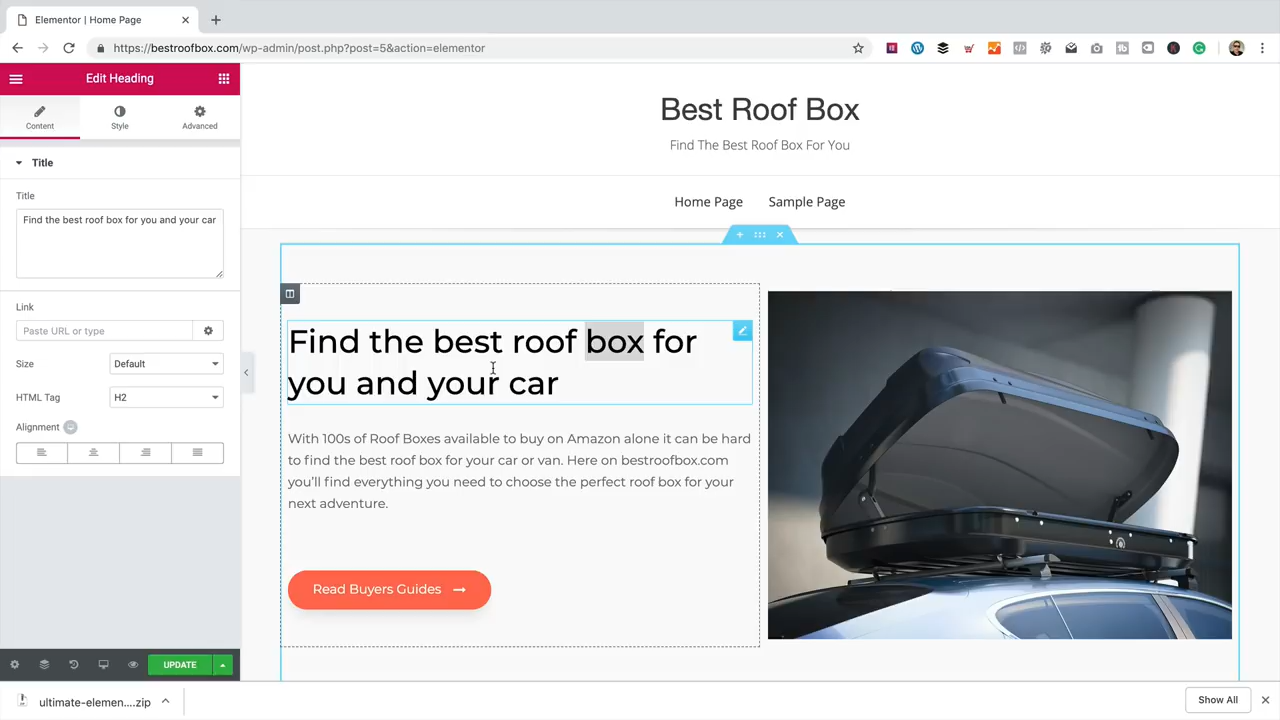 Elementor | Home Page
https://bestroofbox.com/wp-admin/post.php?post=5&action=elementor
Edit Heading
Content
Style
Advanced
Title
Title
Find the best roof box for you and your car
Link
Paste URL or type
Size
Default
HTML Tag
H2
Alignment
UPDATE
Best Roof Box
Find The Best Roof Box For You
Home Page
Sample Page
Find the best roof box for
you and your car
With 100s of Roof Boxes available to buy on Amazon alone it can be hard
to find the best roof box for your car or van. Here on bestroofbox.com
you'll find everything you need to choose the perfect roof box for your
next adventure.
Read Buyers Guides
ultimate-elemen....zip
Show All